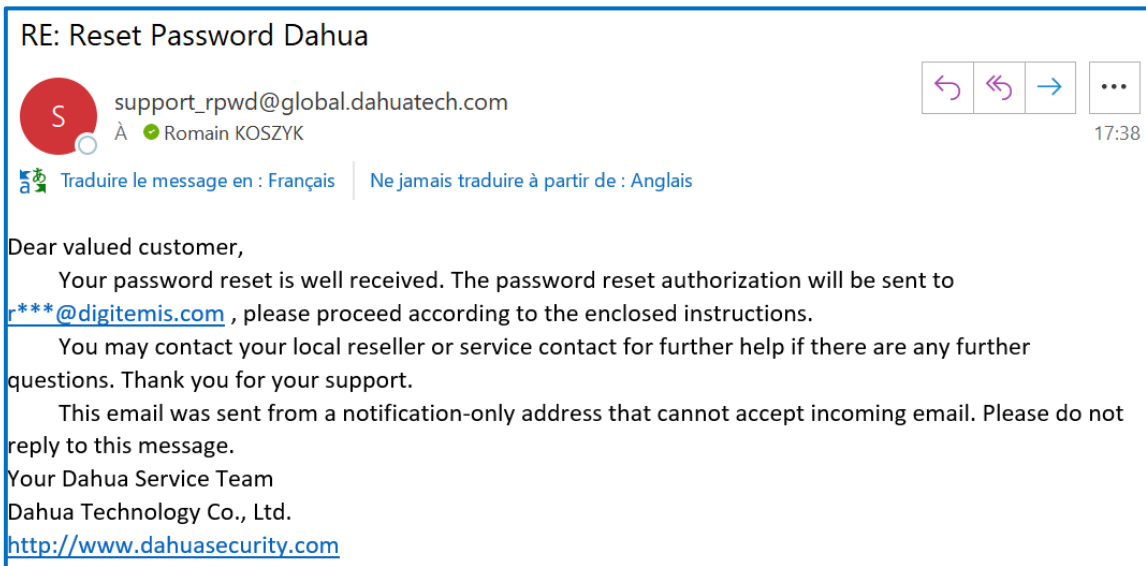 RE: Reset Password Dahua
S
support_rpwd@global.dahuatech.com
À Romain KOSZYK
17:38
Traduire le message en : Français
Ne jamais traduire à partir de : Anglais
Dear valued customer,
Your password reset is well received. The password reset authorization will be sent to
r***@digitemis.com , please proceed according to the enclosed instructions.
You may contact your local reseller or service contact for further help if there are any further
questions. Thank you for your support.
This email was sent from a notification-only address that cannot accept incoming email. Please do not
reply to this message.
Your Dahua Service Team
Dahua Technology Co., Ltd.
http://www.dahuasecurity.com